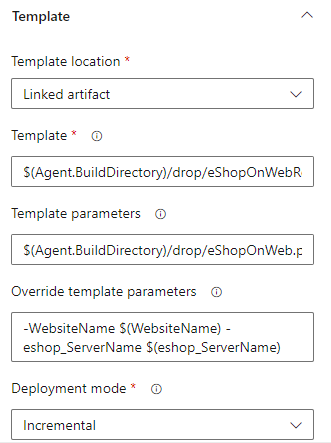 Template
Template location *
Linked artifact
Template *
$(Agent.BuildDirectory)/drop/eShopOnWebR
Template parameters
$(Agent.BuildDirectory)/drop/eShopOnWeb.p
Override template parameters
-WebsiteName $(WebsiteName) -
eshop_ServerName $(eshop_ServerName)
Deployment mode *
Incremental